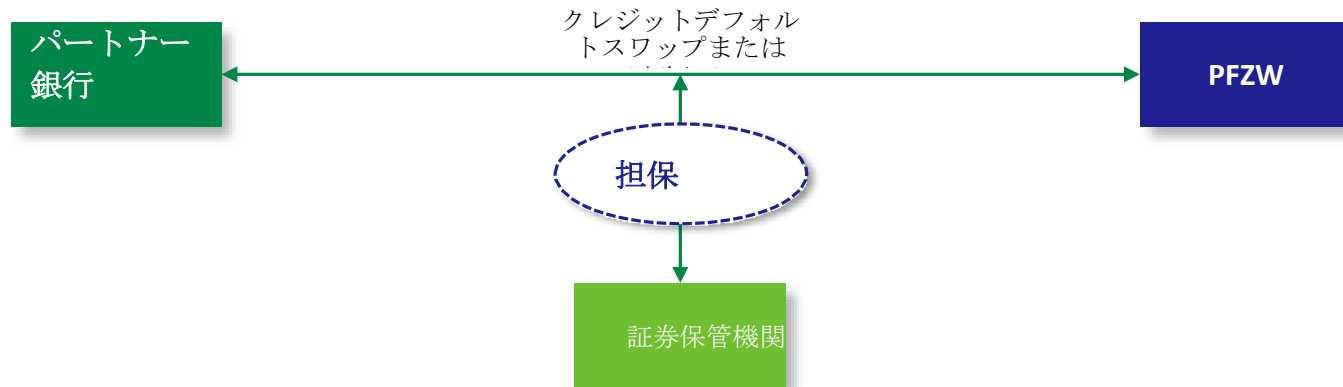 クレジットデフォル
トスワップまたは
パートナー
銀行
PFZW
担保
証券保管機関